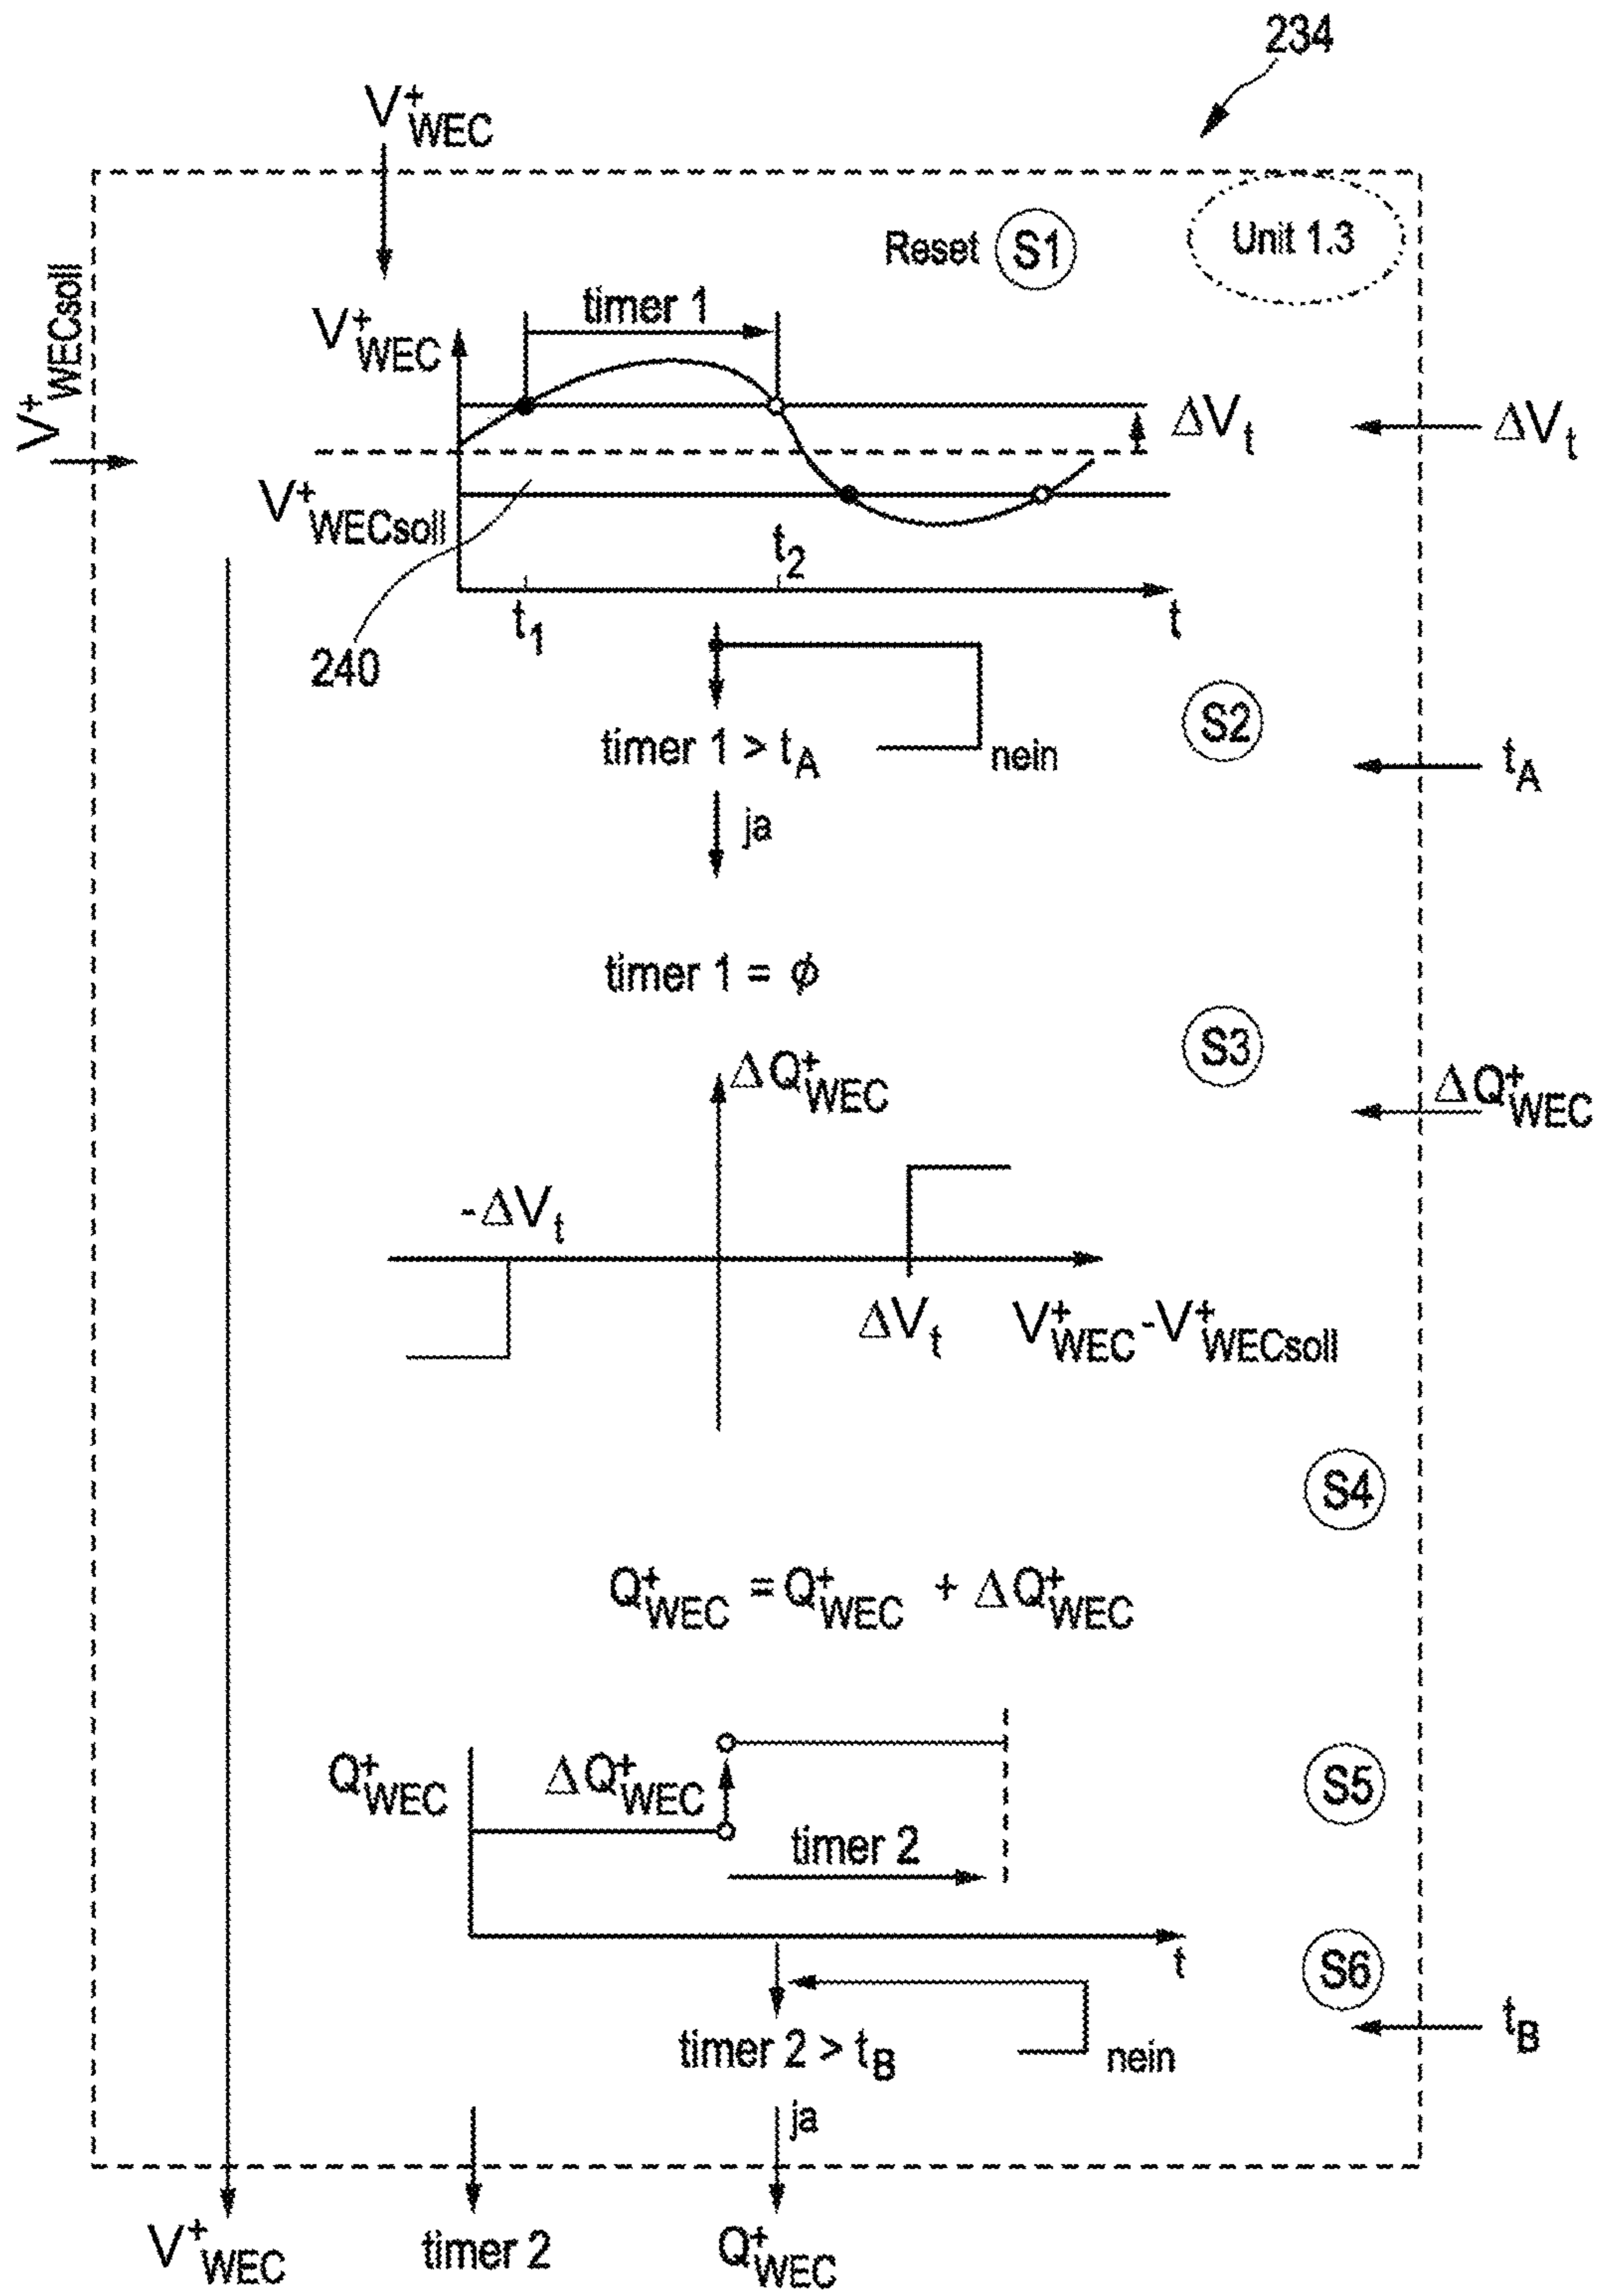 234
V⁺WEC
Reset S1
Unit 1.3
V⁺WECsoll
timer 1
V⁺WEC
ΔVt
ΔVt
V⁺WECsoll
t2
t1
t
240
S2
timer 1 > tA
nein
tA
ja
timer 1 = ϕ
S3
ΔQ⁺WEC
ΔQ⁺WEC
-ΔVt
ΔVt
V⁺WEC-V⁺WECsoll
S4
Q⁺WEC = Q⁺WEC + ΔQ⁺WEC
Q⁺WEC
ΔQ⁺WEC
S5
timer 2
t
S6
timer 2 > tB
nein
tB
ja
V⁺WEC
timer 2
Q⁺WEC